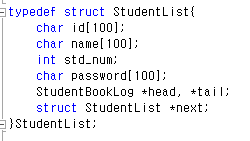 typedef struct StudentList{
    char id[100];
    char name[100];
    int std_num;
    char password[100];
    StudentBookLog *head, *tail;
    struct StudentList *next;
}StudentList;